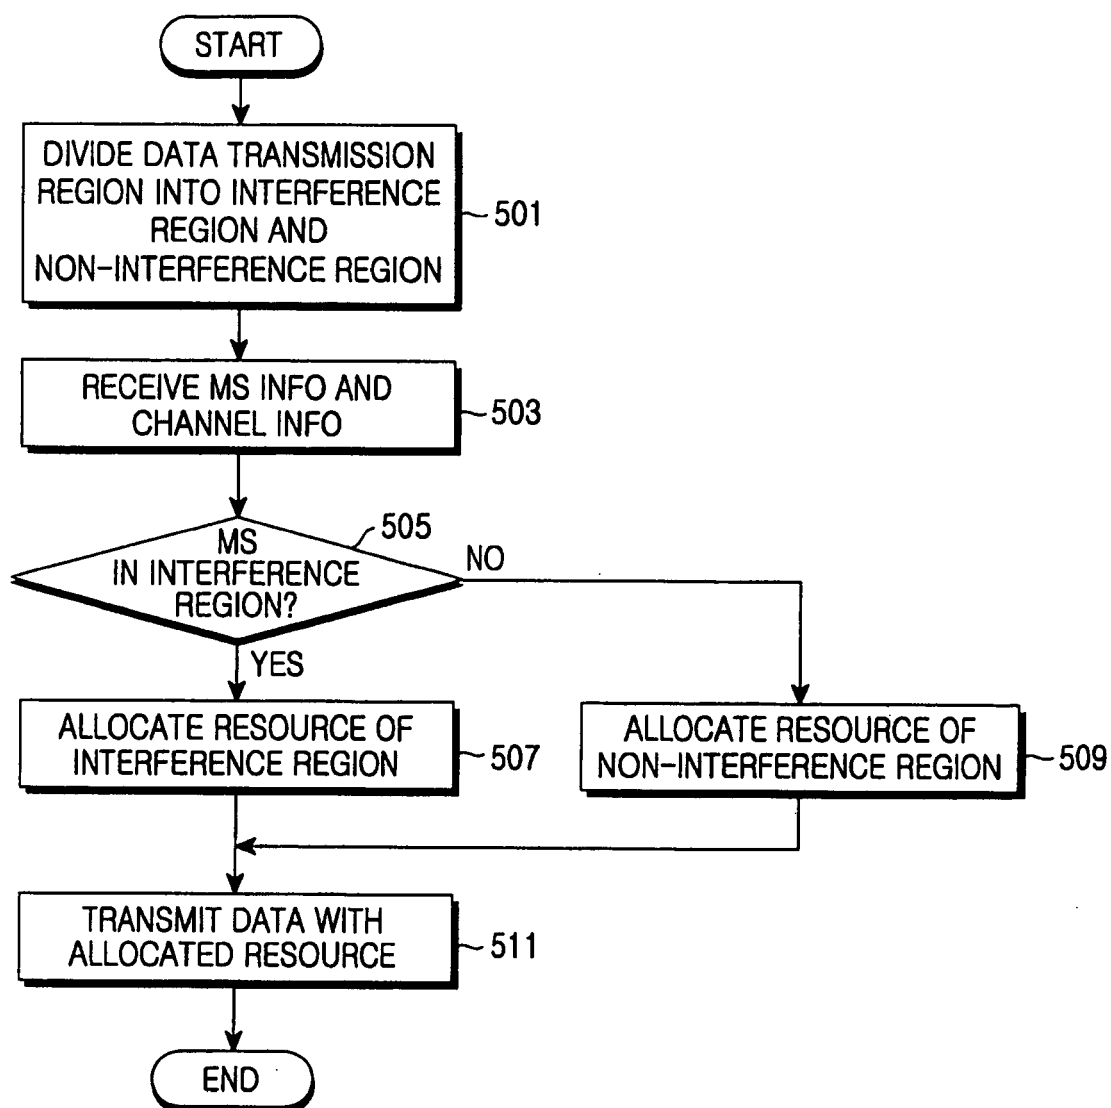 START
DIVIDE DATA TRANSMISSION
REGION INTO INTERFERENCE
REGION AND
NON-INTERFERENCE REGION
501
RECEIVE MS INFO AND
CHANNEL INFO
503
505
MS
IN INTERFERENCE
REGION?
NO
YES
ALLOCATE RESOURCE OF
INTERFERENCE REGION
507
ALLOCATE RESOURCE OF
NON-INTERFERENCE REGION
509
TRANSMIT DATA WITH
ALLOCATED RESOURCE
511
END